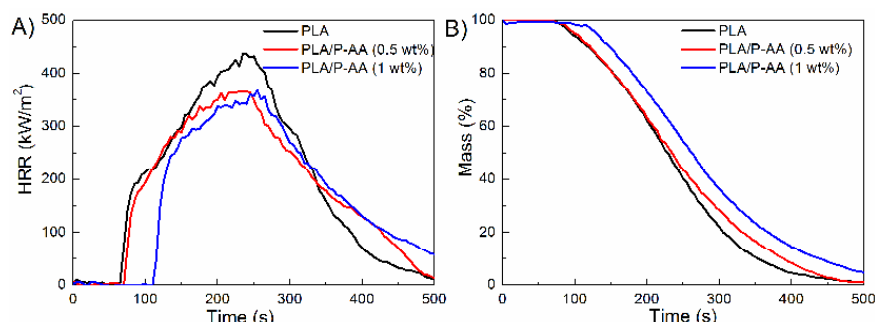 A)
PLA
PLA/P-AA (0.5 wt%)
PLA/P-AA (1 wt%)
HRR (kW/m²)
500
400
300
200
100
0
0 100 200 300 400 500
Time (s)
B)
PLA
PLA/P-AA (0.5 wt%)
PLA/P-AA (1 wt%)
Mass (%)
100
80
60
40
20
0
0 100 200 300 400 500
Time (s)